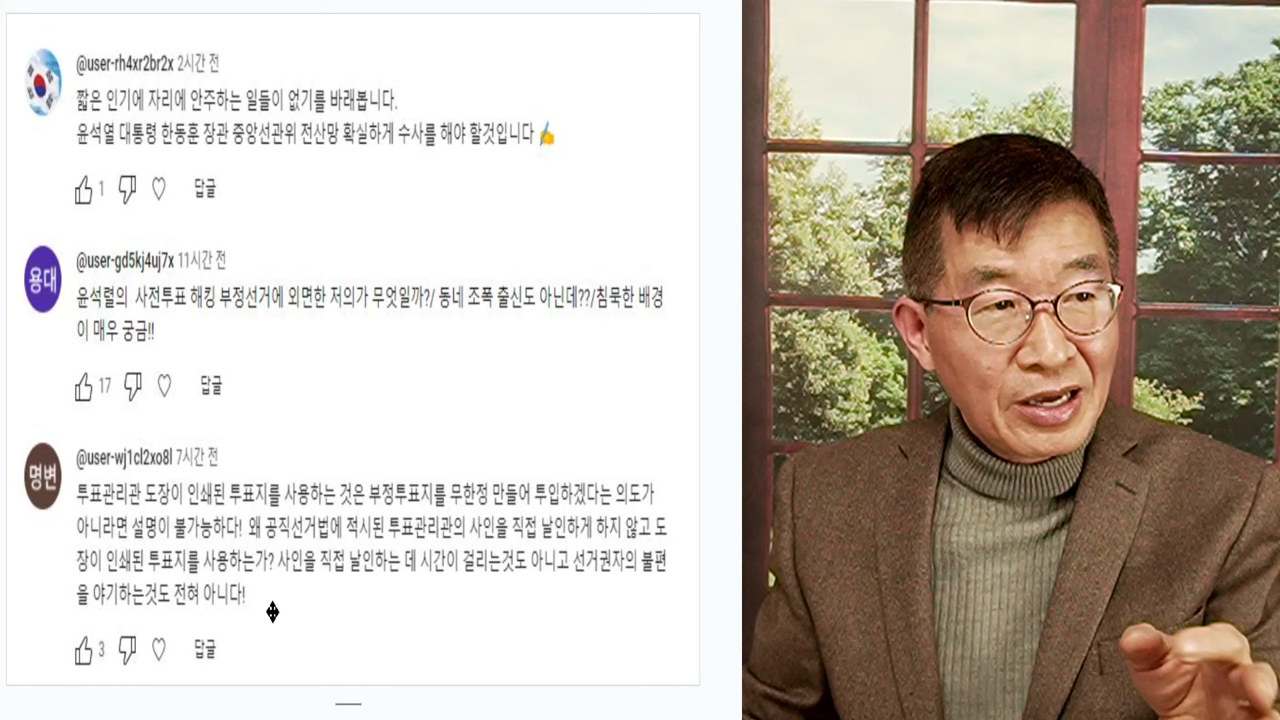 @user-rh4xr2br2x 2시간 전
짧은 인기에 자리에 안주하는 일들이 없기를 바래봅니다.
윤석열 대통령 한동훈 장관 중앙선관위 전산망 확실하게 수사를 해야 할것입니다 ✍
1 답글
용대
@user-gd5kj4uj7x 11시간 전
윤석렬의 사전투표 해킹 부정선거에 외면한 저의가 무엇일까?/ 동네 조폭 출신도 아닌데??/침묵한 배경
이 매우 궁금!!
17 답글
명변
@user-wj1cl2xo8l 7시간 전
투표관리관 도장이 인쇄된 투표지를 사용하는 것은 부정투표지를 무한정 만들어 투입하겠다는 의도가
아니라면 설명이 불가능하다! 왜 공직선거법에 적시된 투표관리관의 사인을 직접 날인하게 하지 않고 도
장이 인쇄된 투표지를 사용하는가? 사인을 직접 날인하는 데 시간이 걸리는것도 아니고 선거권자의 불편
을 야기하는것도 전혀 아니다!
3 답글